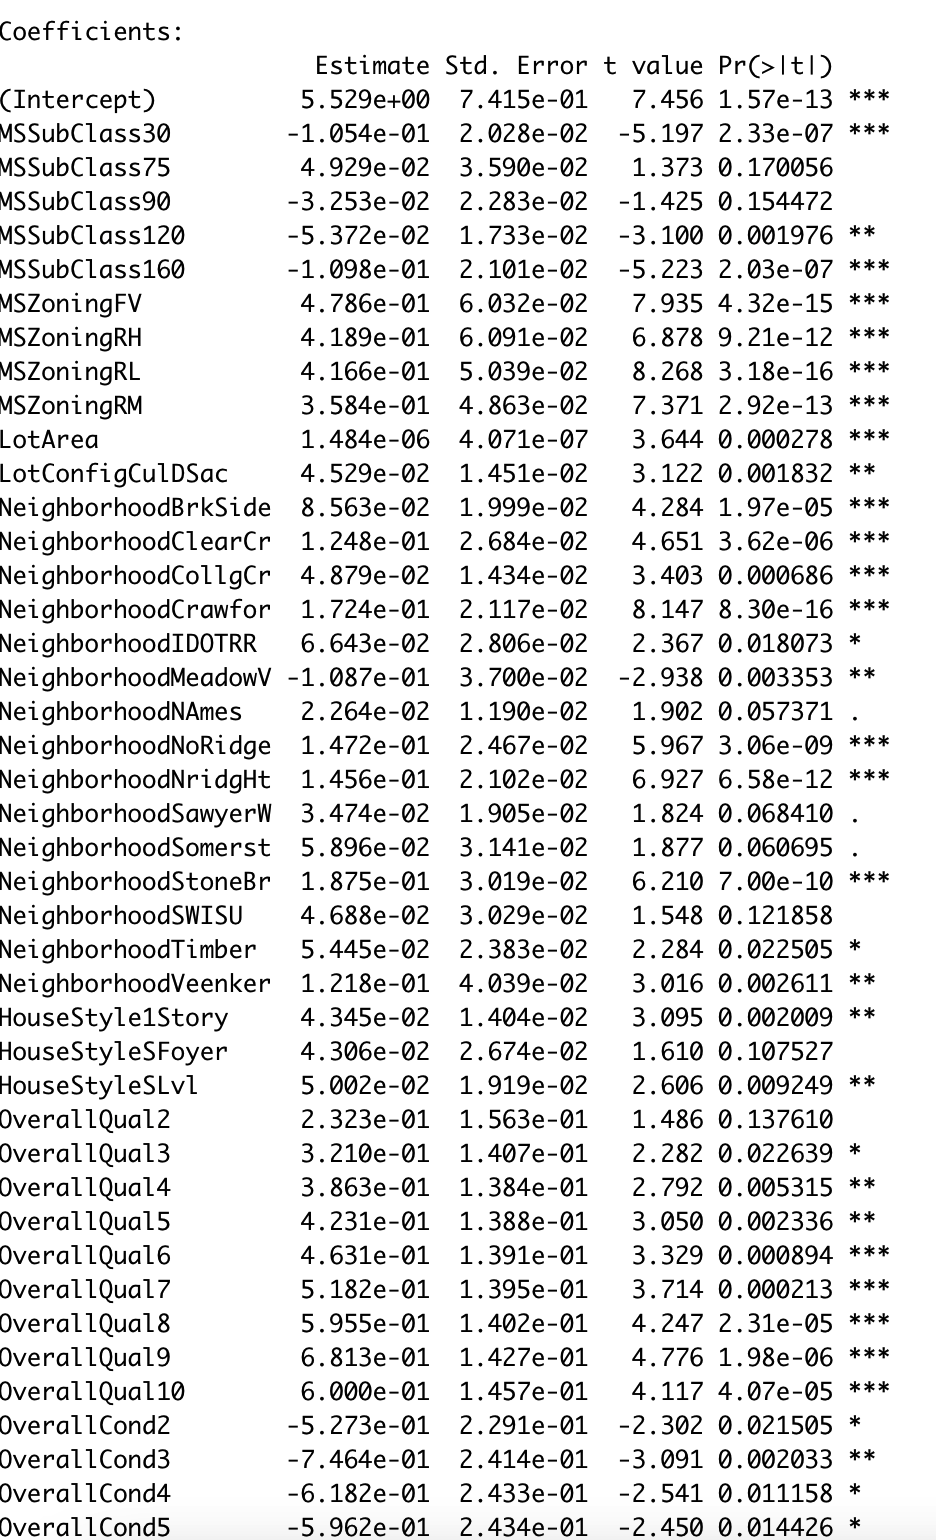 Coefficients:
Estimate Std. Error t value Pr(>|t|)
(Intercept) 5.529e+00 7.415e-01 7.456 1.57e-13 ***
MSSubClass30 -1.054e-01 2.028e-02 -5.197 2.33e-07 ***
MSSubClass75 4.929e-02 3.590e-02 1.373 0.170056
MSSubClass90 -3.253e-02 2.283e-02 -1.425 0.154472
MSSubClass120 -5.372e-02 1.733e-02 -3.100 0.001976 **
MSSubClass160 -1.098e-01 2.101e-02 -5.223 2.03e-07 ***
MSZoningFV 4.786e-01 6.032e-02 7.935 4.32e-15 ***
MSZoningRH 4.189e-01 6.091e-02 6.878 9.21e-12 ***
MSZoningRL 4.166e-01 5.039e-02 8.268 3.18e-16 ***
MSZoningRM 3.584e-01 4.863e-02 7.371 2.92e-13 ***
LotArea 1.484e-06 4.071e-07 3.644 0.000278 ***
LotConfigCulDSac 4.529e-02 1.451e-02 3.122 0.001832 **
NeighborhoodBrkSide 8.563e-02 1.999e-02 4.284 1.97e-05 ***
NeighborhoodClearCr 1.248e-01 2.684e-02 4.651 3.62e-06 ***
NeighborhoodCollgCr 4.879e-02 1.434e-02 3.403 0.000686 ***
NeighborhoodCrawfor 1.724e-01 2.117e-02 8.147 8.30e-16 ***
NeighborhoodIDOTRR 6.643e-02 2.806e-02 2.367 0.018073 *
NeighborhoodMeadowV -1.087e-01 3.700e-02 -2.938 0.003353 **
NeighborhoodNAmes 2.264e-02 1.190e-02 1.902 0.057371 .
NeighborhoodNoRidge 1.472e-01 2.467e-02 5.967 3.06e-09 ***
NeighborhoodNridgHt 1.456e-01 2.102e-02 6.927 6.58e-12 ***
NeighborhoodSawyerW 3.474e-02 1.905e-02 1.824 0.068410 .
NeighborhoodSomerst 5.896e-02 3.141e-02 1.877 0.060695 .
NeighborhoodStoneBr 1.875e-01 3.019e-02 6.210 7.00e-10 ***
NeighborhoodSWISU 4.688e-02 3.029e-02 1.548 0.121858
NeighborhoodTimber 5.445e-02 2.383e-02 2.284 0.022505 *
NeighborhoodVeenker 1.218e-01 4.039e-02 3.016 0.002611 **
HouseStyle1Story 4.345e-02 1.404e-02 3.095 0.002009 **
HouseStyleSFoyer 4.306e-02 2.674e-02 1.610 0.107527
HouseStyleSLvl 5.002e-02 1.919e-02 2.606 0.009249 **
OverallQual2 2.323e-01 1.563e-01 1.486 0.137610
OverallQual3 3.210e-01 1.407e-01 2.282 0.022639 *
OverallQual4 3.863e-01 1.384e-01 2.792 0.005315 **
OverallQual5 4.231e-01 1.388e-01 3.050 0.002336 **
OverallQual6 4.631e-01 1.391e-01 3.329 0.000894 ***
OverallQual7 5.182e-01 1.395e-01 3.714 0.000213 ***
OverallQual8 5.955e-01 1.402e-01 4.247 2.31e-05 ***
OverallQual9 6.813e-01 1.427e-01 4.776 1.98e-06 ***
OverallQual10 6.000e-01 1.457e-01 4.117 4.07e-05 ***
OverallCond2 -5.273e-01 2.291e-01 -2.302 0.021505 *
OverallCond3 -7.464e-01 2.414e-01 -3.091 0.002033 **
OverallCond4 -6.182e-01 2.433e-01 -2.541 0.011158 *
OverallCond5 -5.962e-01 2.434e-01 -2.450 0.014426 *